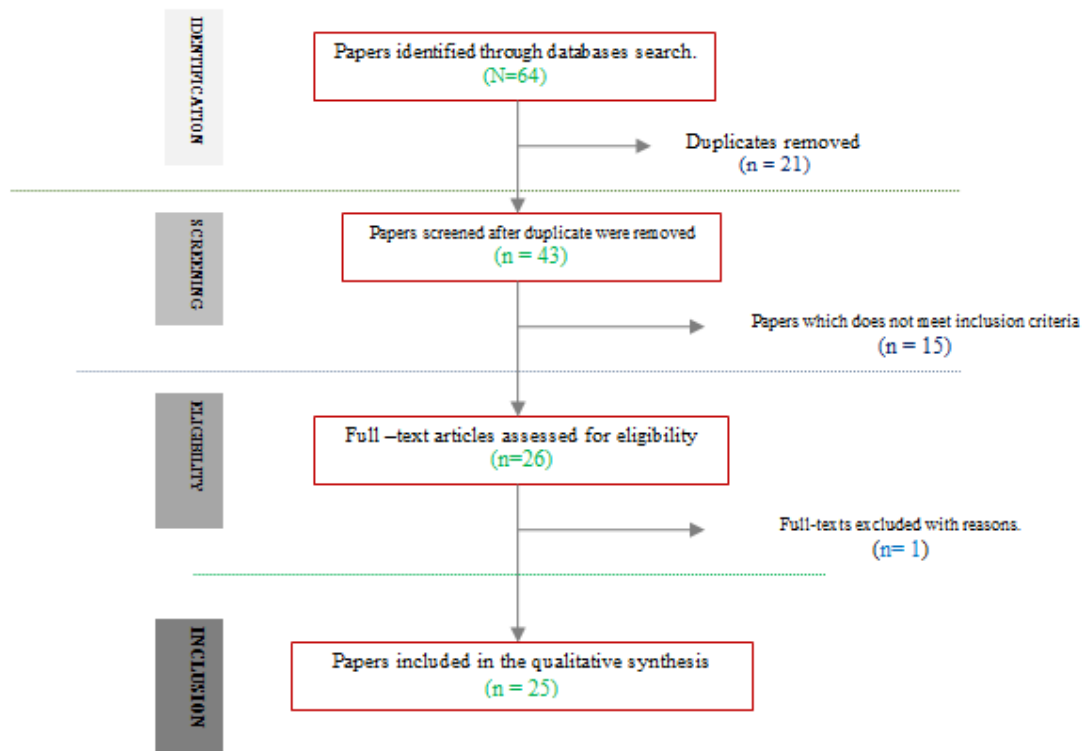 IDENTIFICATION
Papers identified through databases search.
(N=64)
Duplicates removed
(n = 21)
SCREENING
Papers screened after duplicate were removed
(n = 43)
Papers which does not meet inclusion criteria
(n = 15)
ELIGIBILITY
Full –text articles assessed for eligibility
(n=26)
Full-texts excluded with reasons.
(n= 1)
INCLUSION
Papers included in the qualitative synthesis
(n = 25)